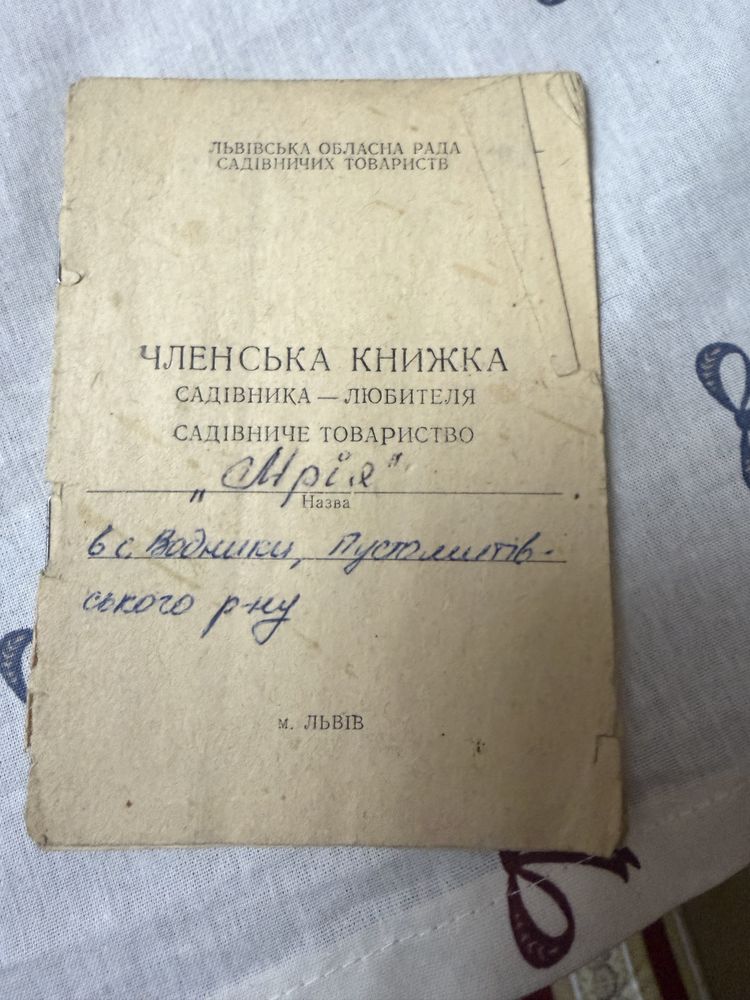 ЛЬВІВСЬКА ОБЛАСНА РАДА
САДІВНИЧИХ ТОВАРИСТВ
ЧЛЕНСЬКА КНИЖКА
САДІВНИКА — ЛЮБИТЕЛЯ
САДІВНИЧЕ ТОВАРИСТВО
„Мрія"
Назва
в с. Водники, Пустомитів-
ського р-ну
м. ЛЬВІВ